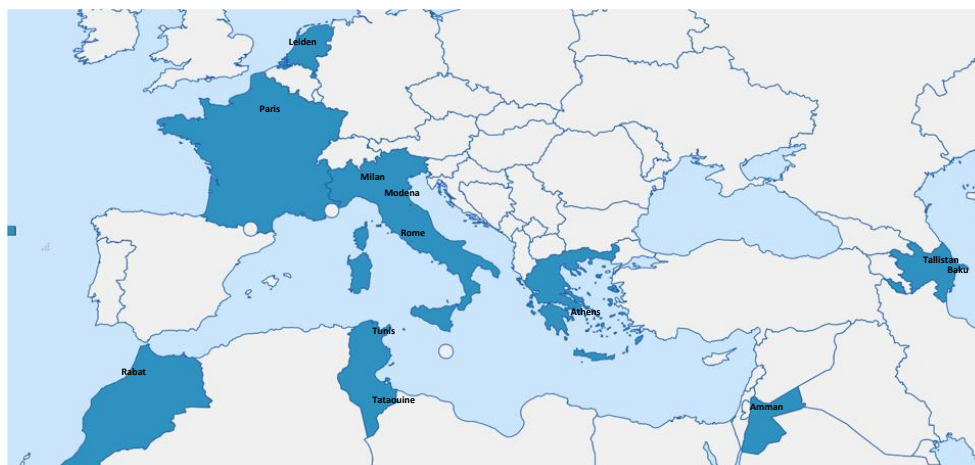 Leiden
Paris
Milan
Modena
Rome
Tallistan
Baku
Athens
Tunis
Rabat
Tataouine
Amman